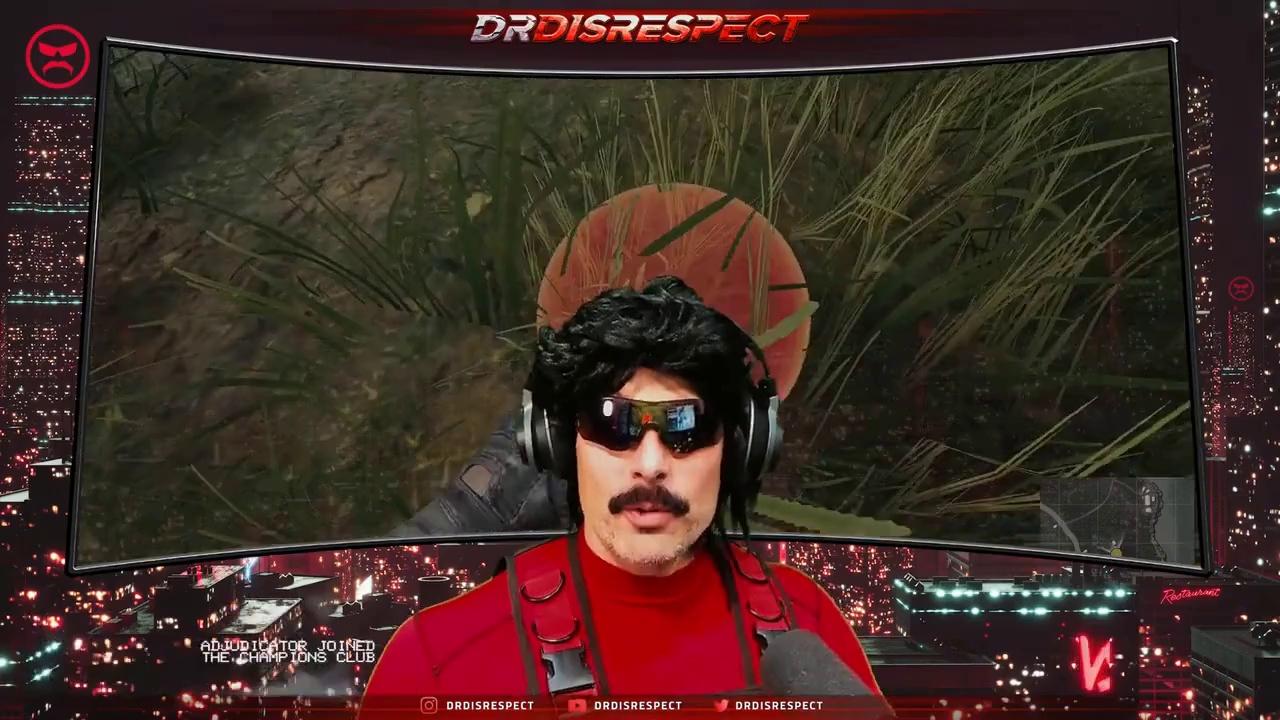 DRDISRESPECT
Restaurant
ADJUDICATOR JOINED
THE CHAMPIONS CLUB
DRDISRESPECT
DRDISRESPECT
DRDISRESPECT